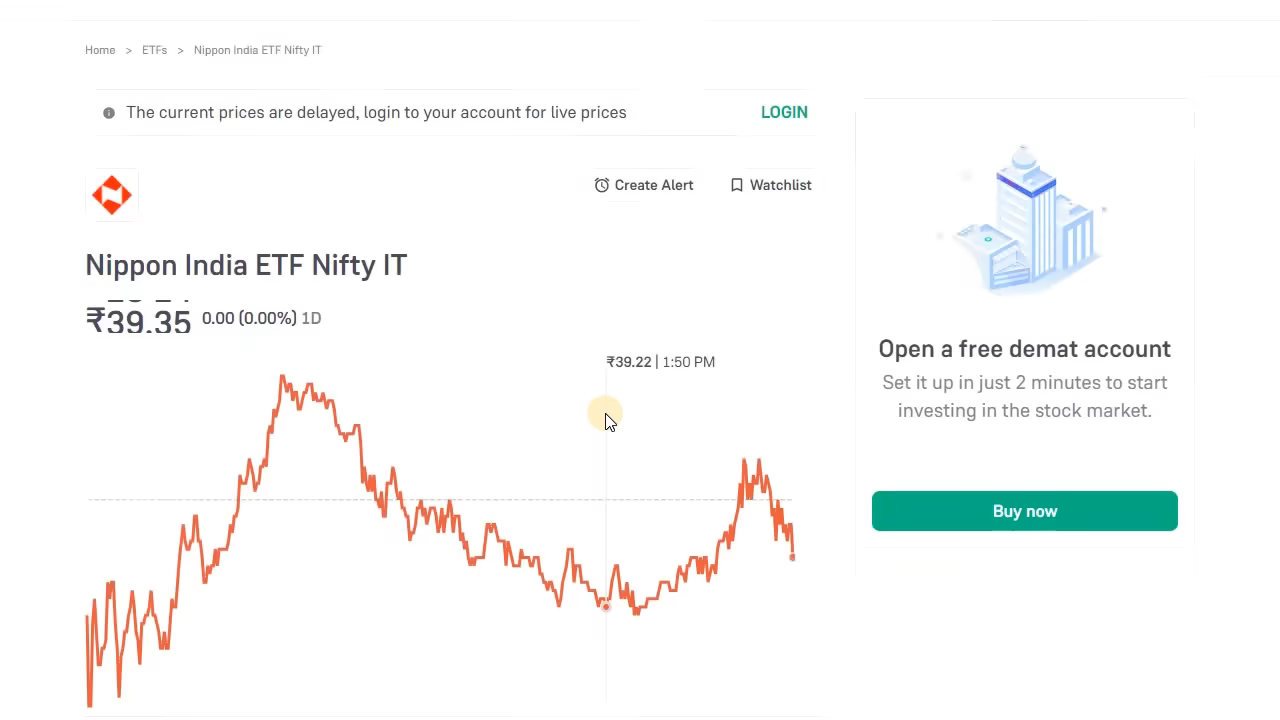 Home > ETFs > Nippon India ETF Nifty IT
The current prices are delayed, login to your account for live prices LOGIN
Create Alert Watchlist
Nippon India ETF Nifty IT
₹39.35 0.00 (0.00%) 1D
₹39.22 | 1:50 PM
Open a free demat account
Set it up in just 2 minutes to start
investing in the stock market.
Buy now